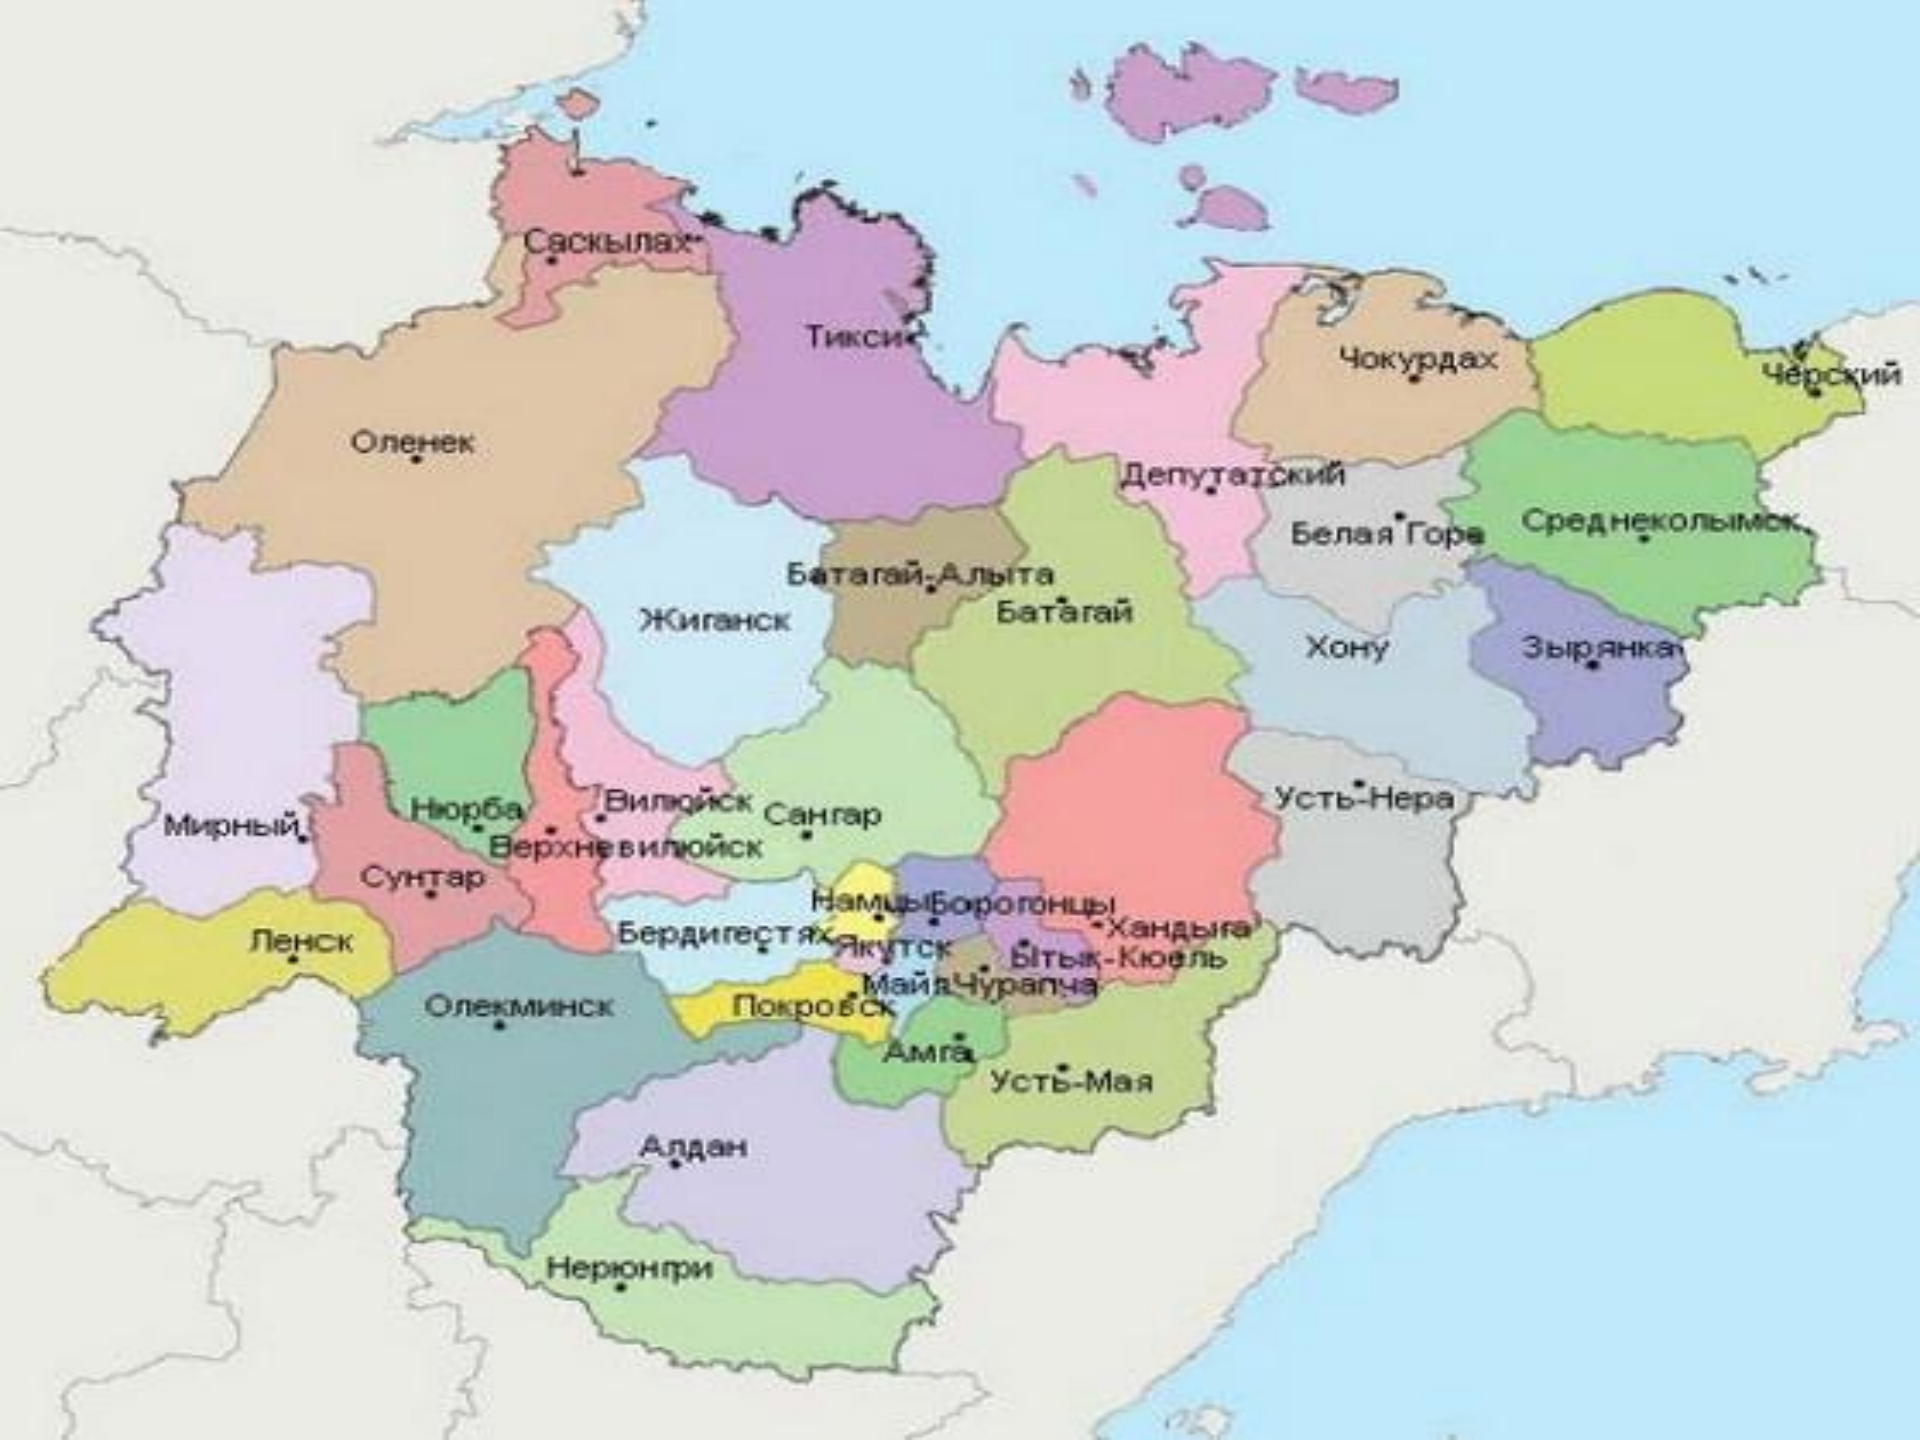 Саскылах
Тикси
Чокурдах
Черский
Оленек
Депутатский
Белая Гора
Среднеколымск
Батагай-Алыта
Батагай
Жиганск
Хону
Зырянка
Вилюйск
Нюрба
Сангар
Усть-Нера
Мирный
Верхневилюйск
Сунтар
Намцы
Борогонцы
Хандыга
Ленск
Бердигестях
Якутск
Ытык-Кюель
Майя
Чурапча
Олекминск
Покровск
Амга
Усть-Мая
Алдан
Нерюнгри